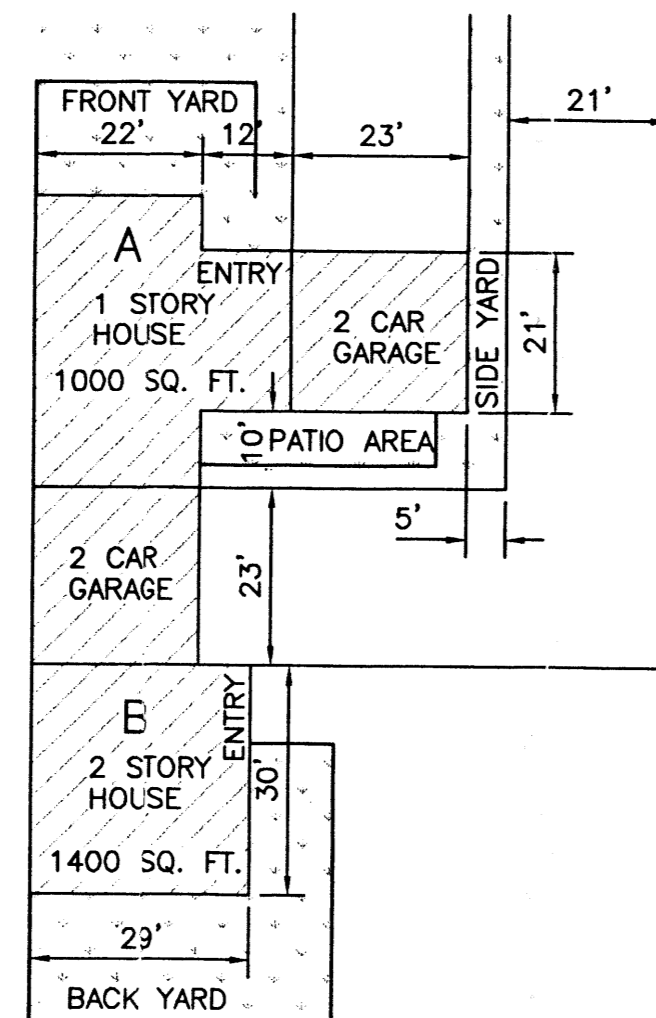 FRONT YARD
22'
12'
23'
21'
A
ENTRY
1 STORY
HOUSE
1000 SQ. FT.
2 CAR
GARAGE
SIDE YARD
21'
10'
PATIO AREA
5'
2 CAR
GARAGE
23'
B
ENTRY
2 STORY
HOUSE
30'
1400 SQ. FT.
29'
BACK YARD